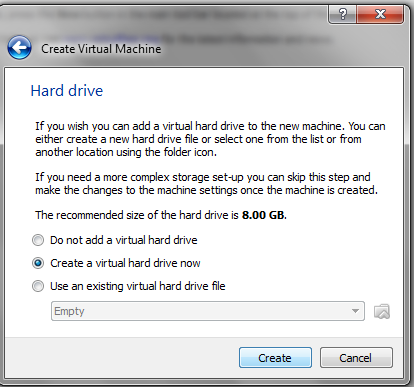 Create Virtual Machine
Hard drive
If you wish you can add a virtual hard drive to the new machine. You can
either create a new hard drive file or select one from the list or from
another location using the folder icon.
If you need a more complex storage set-up you can skip this step and
make the changes to the machine settings once the machine is created.
The recommended size of the hard drive is 8.00 GB.
Do not add a virtual hard drive
Create a virtual hard drive now
Use an existing virtual hard drive file
Empty
Create
Cancel